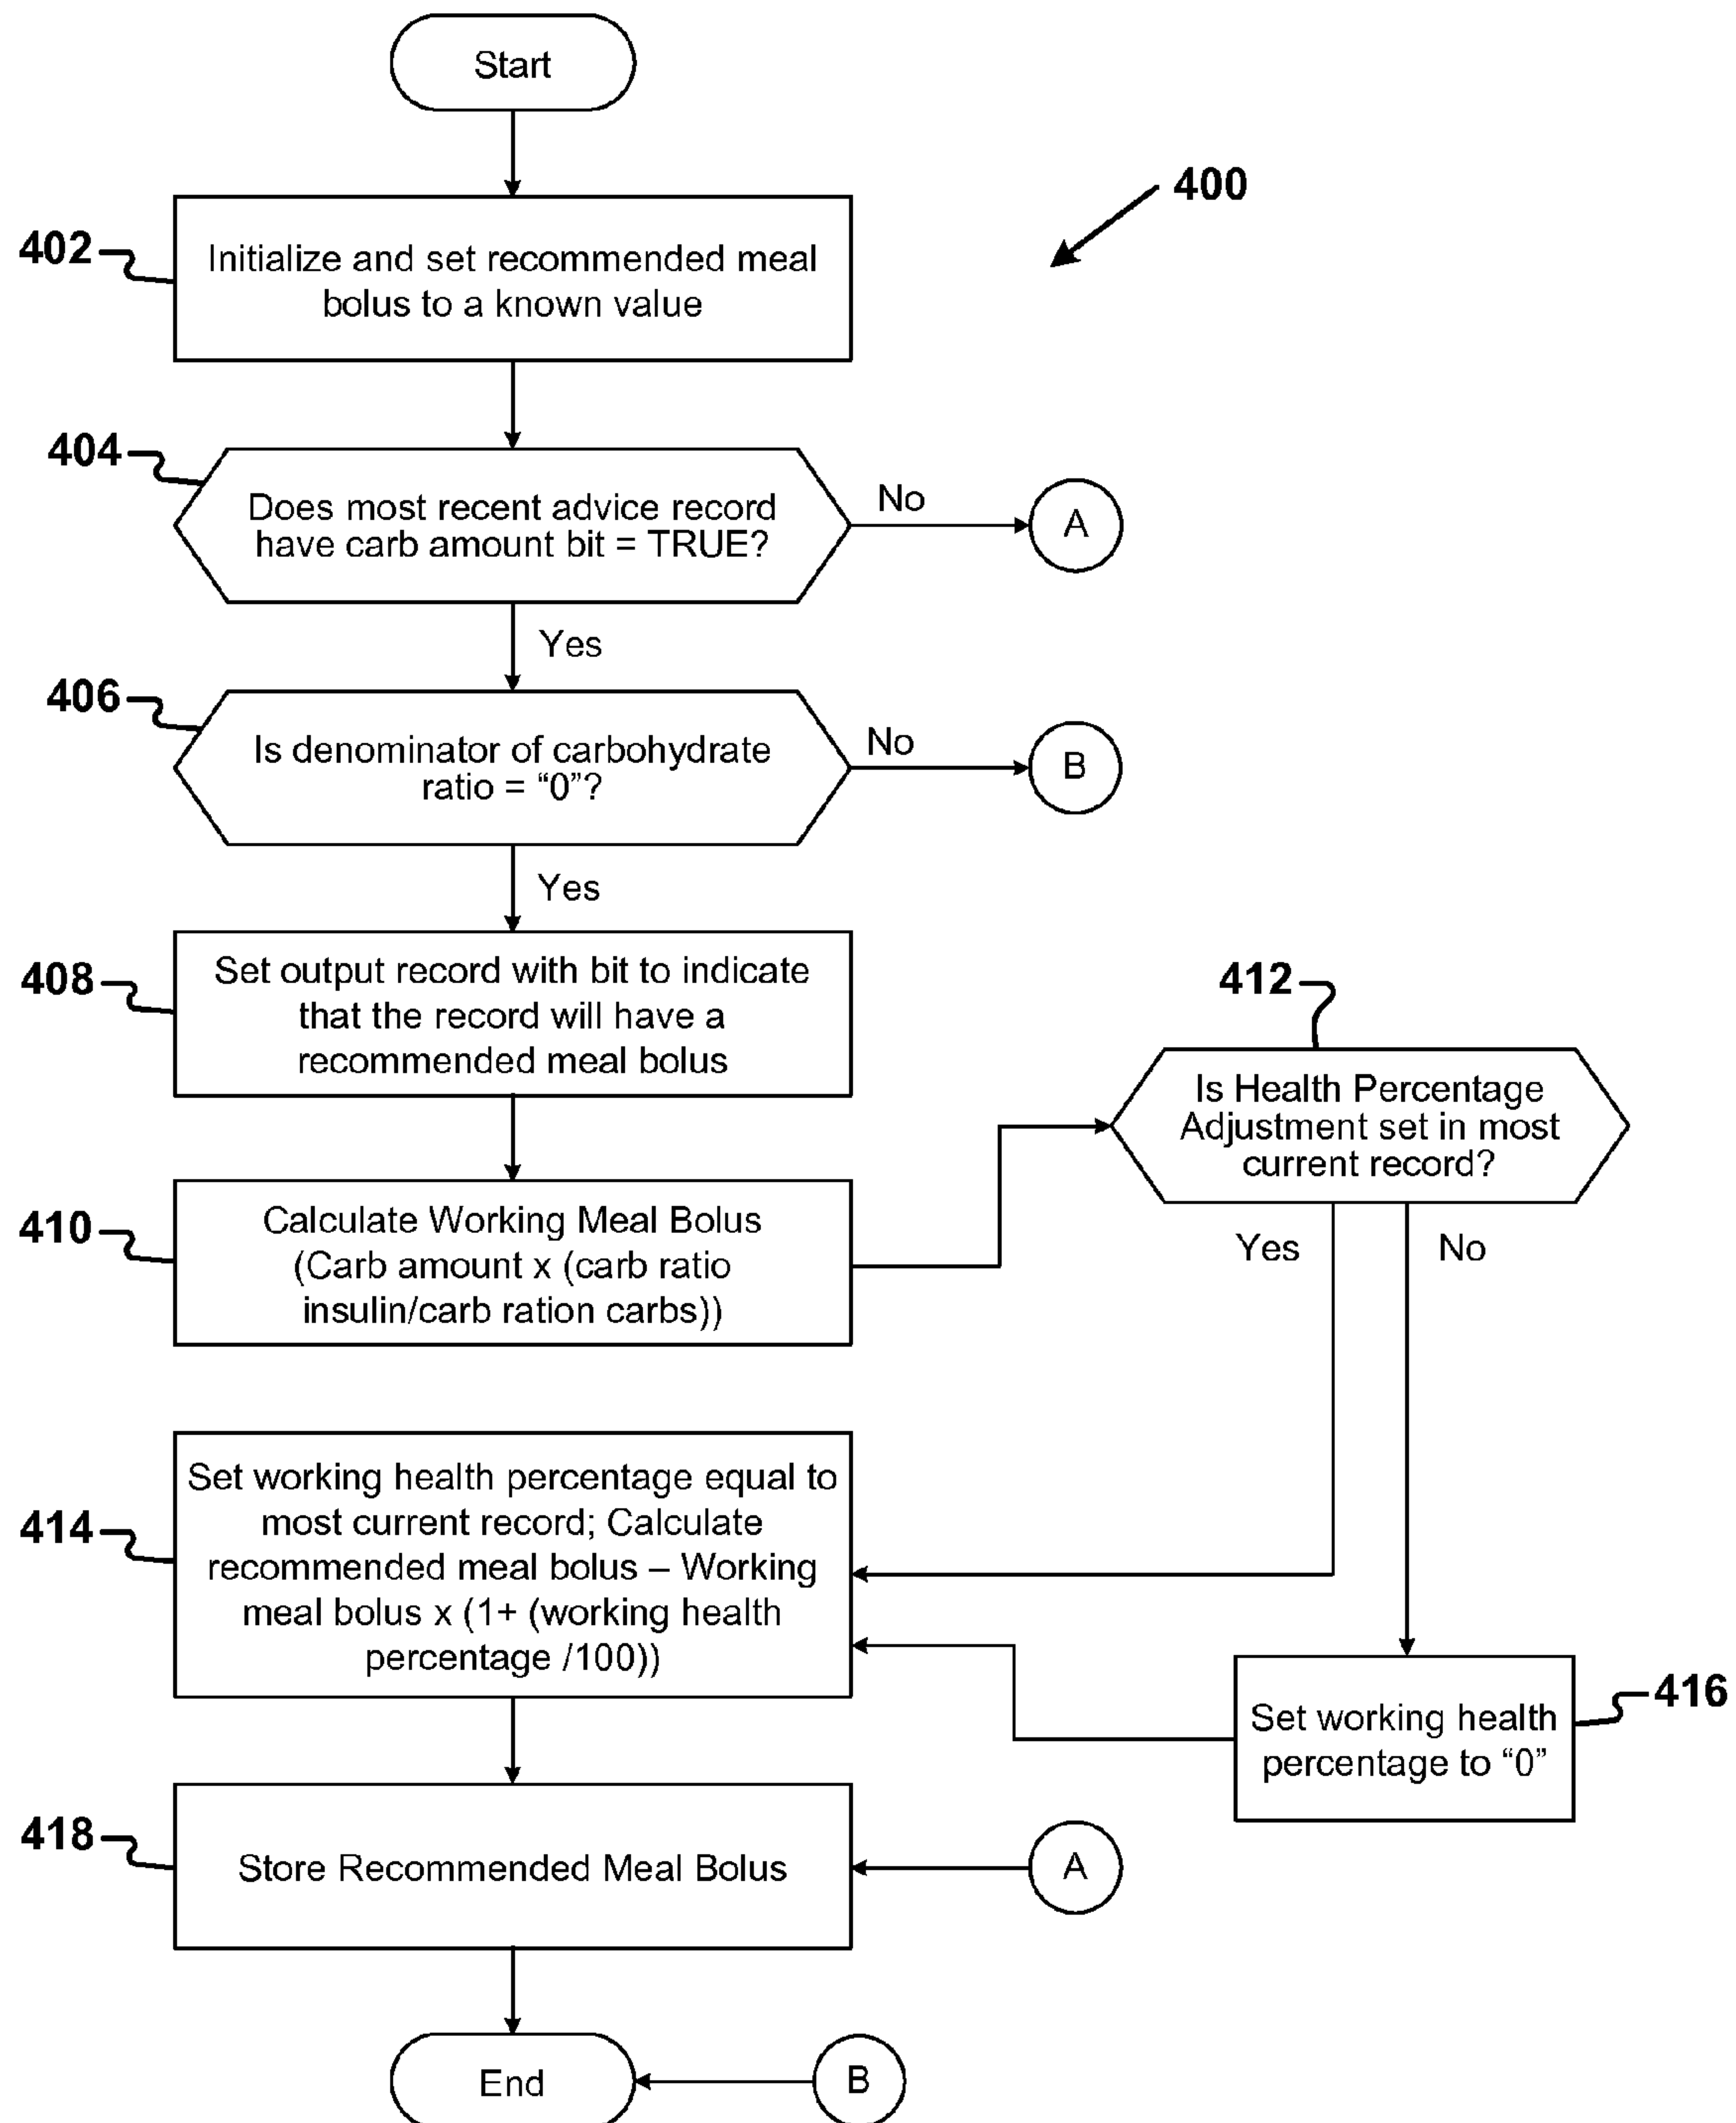 Start
400
402
Initialize and set recommended meal
bolus to a known value
404
Does most recent advice record
have carb amount bit = TRUE?
No
A
Yes
406
Is denominator of carbohydrate
ratio = “0”?
No
B
Yes
408
Set output record with bit to indicate
that the record will have a
recommended meal bolus
410
Calculate Working Meal Bolus
(Carb amount x (carb ratio
insulin/carb ration carbs))
412
Is Health Percentage
Adjustment set in most
current record?
Yes
No
414
Set working health percentage equal to
most current record; Calculate
recommended meal bolus – Working
meal bolus x (1+ (working health
percentage /100))
416
Set working health
percentage to “0”
418
Store Recommended Meal Bolus
A
End
B